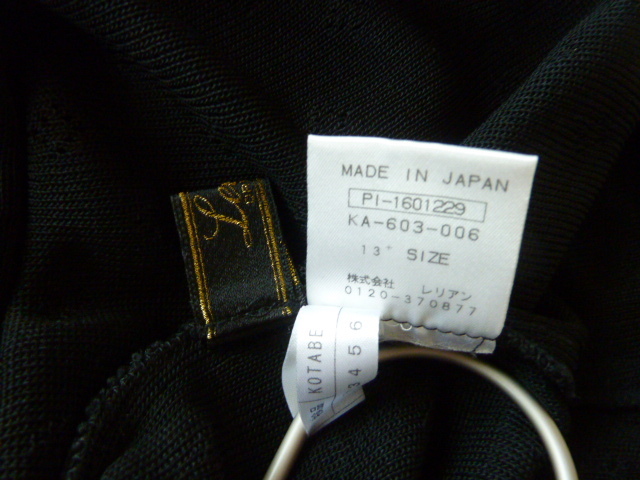 MADE IN JAPAN
PI-1601229
KA-603-006
13+ SIZE
株式会社 レリアン
0120-370877
KOTABE
3 4 5 6